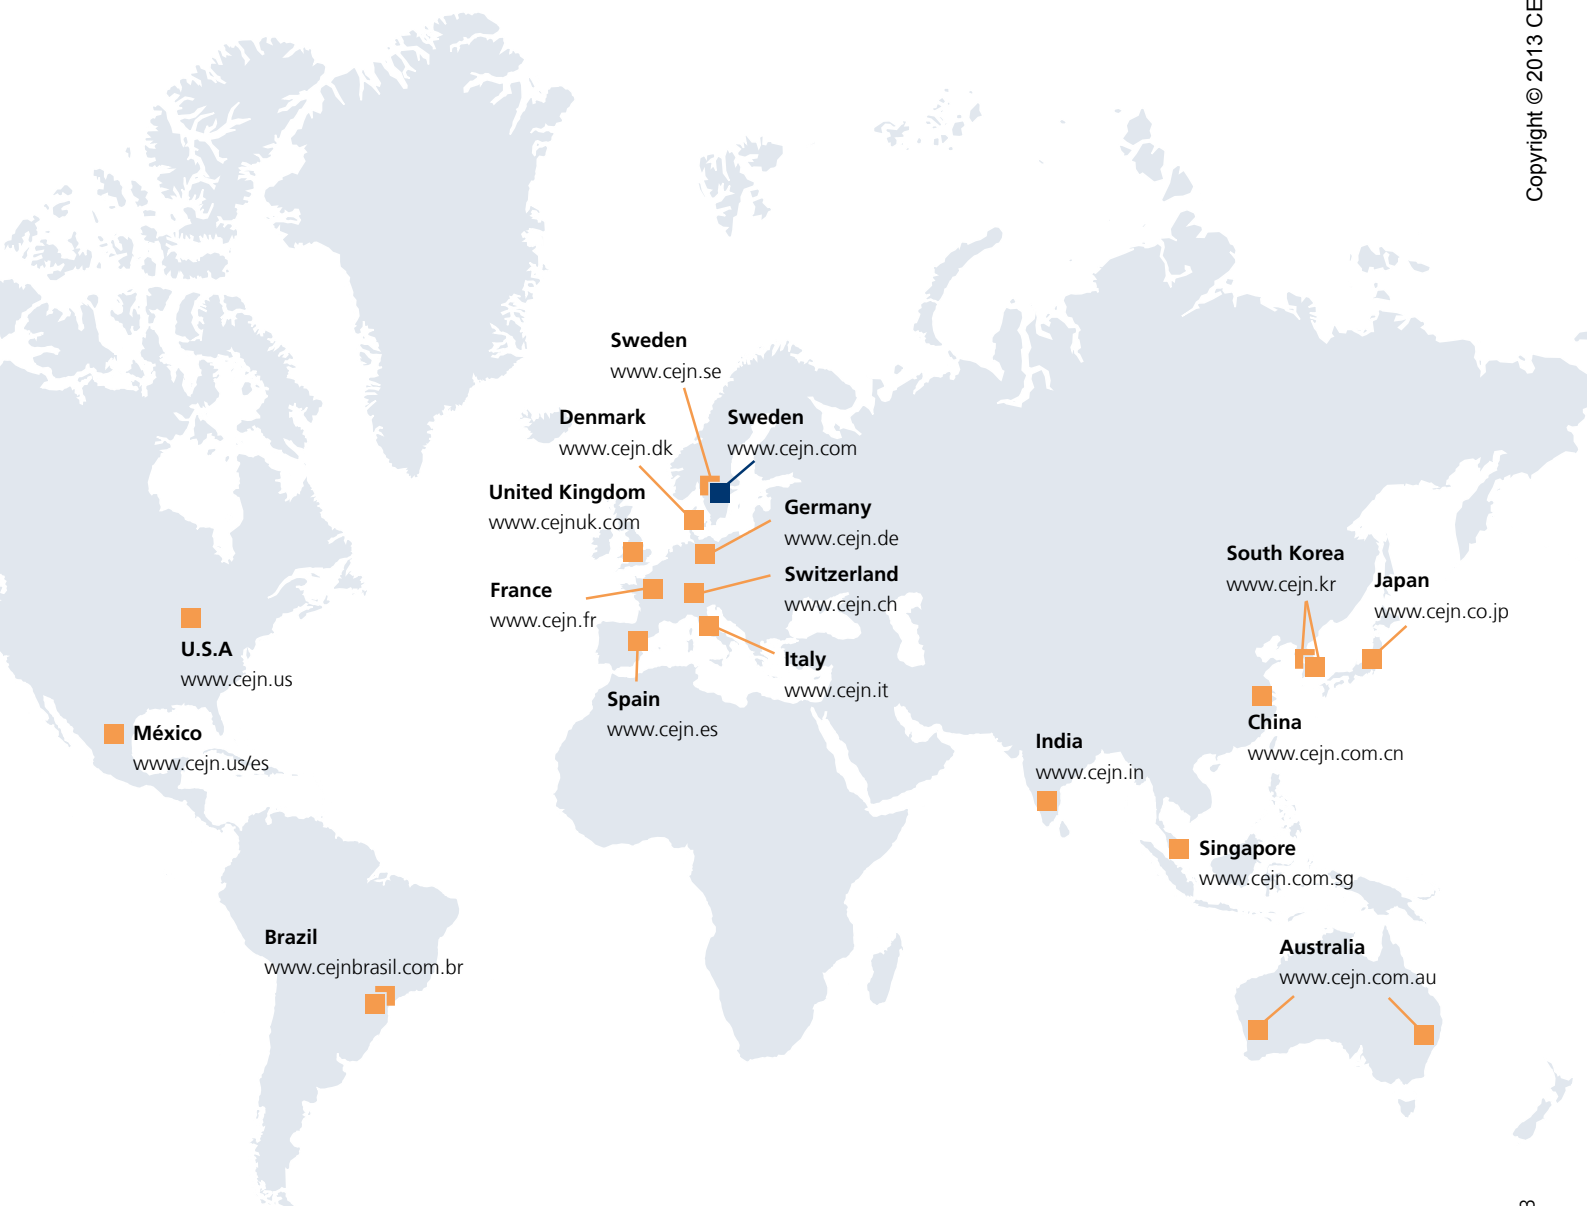 Copyright © 2013 CE
Sweden
www.cejn.se
Denmark
www.cejn.dk
Sweden
www.cejn.com
United Kingdom
www.cejnuk.com
Germany
www.cejn.de
Switzerland
www.cejn.ch
France
www.cejn.fr
Italy
www.cejn.it
Spain
www.cejn.es
South Korea
www.cejn.kr
Japan
www.cejn.co.jp
U.S.A
www.cejn.us
México
www.cejn.us/es
China
www.cejn.com.cn
India
www.cejn.in
Singapore
www.cejn.com.sg
Brazil
www.cejnbrasil.com.br
Australia
www.cejn.com.au